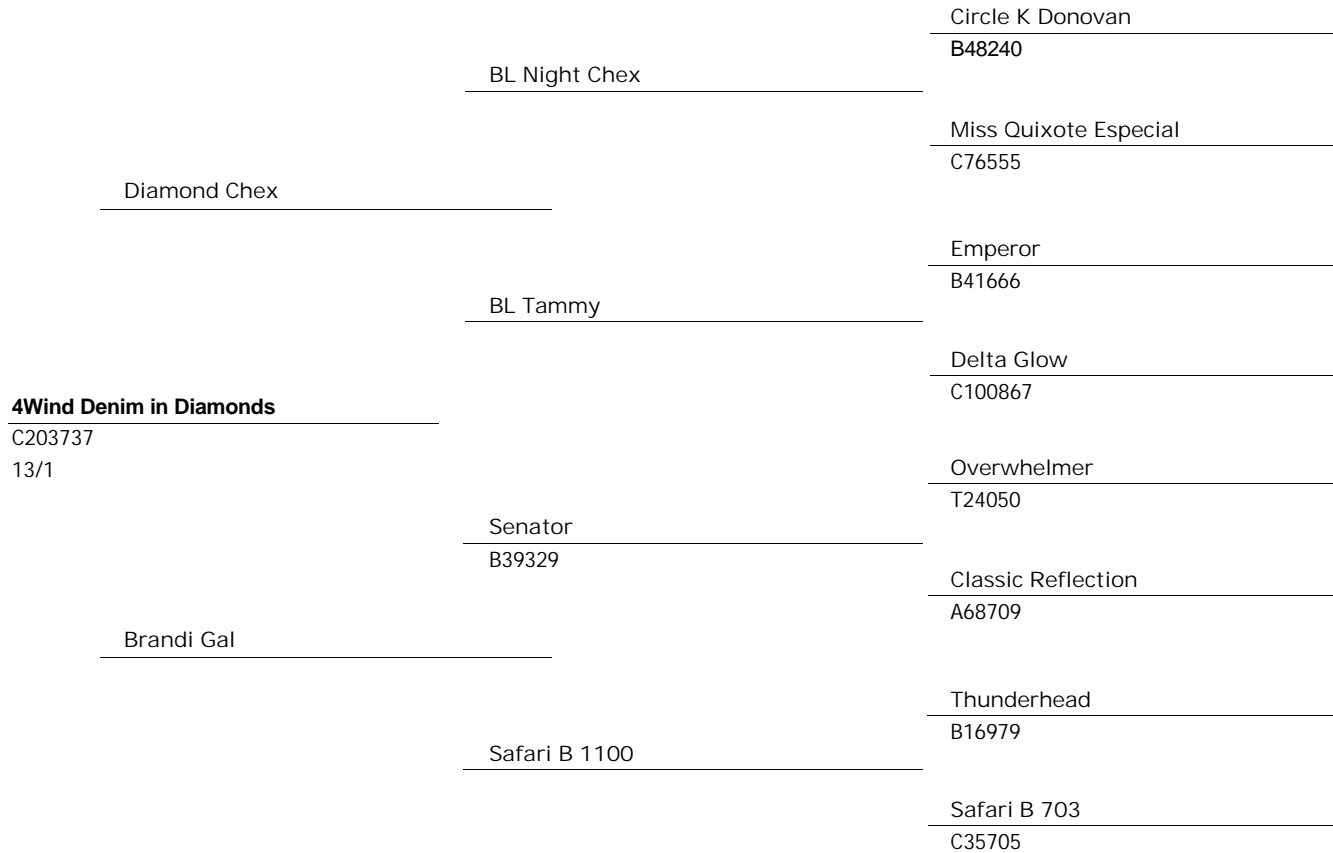 Circle K Donovan
B48240
BL Night Chex
Miss Quixote Especial
C76555
Diamond Chex
Emperor
B41666
BL Tammy
Delta Glow
C100867
4Wind Denim in Diamonds
C203737
13/1
Overwhelmer
T24050
Senator
B39329
Classic Reflection
A68709
Brandi Gal
Thunderhead
B16979
Safari B 1100
Safari B 703
C35705